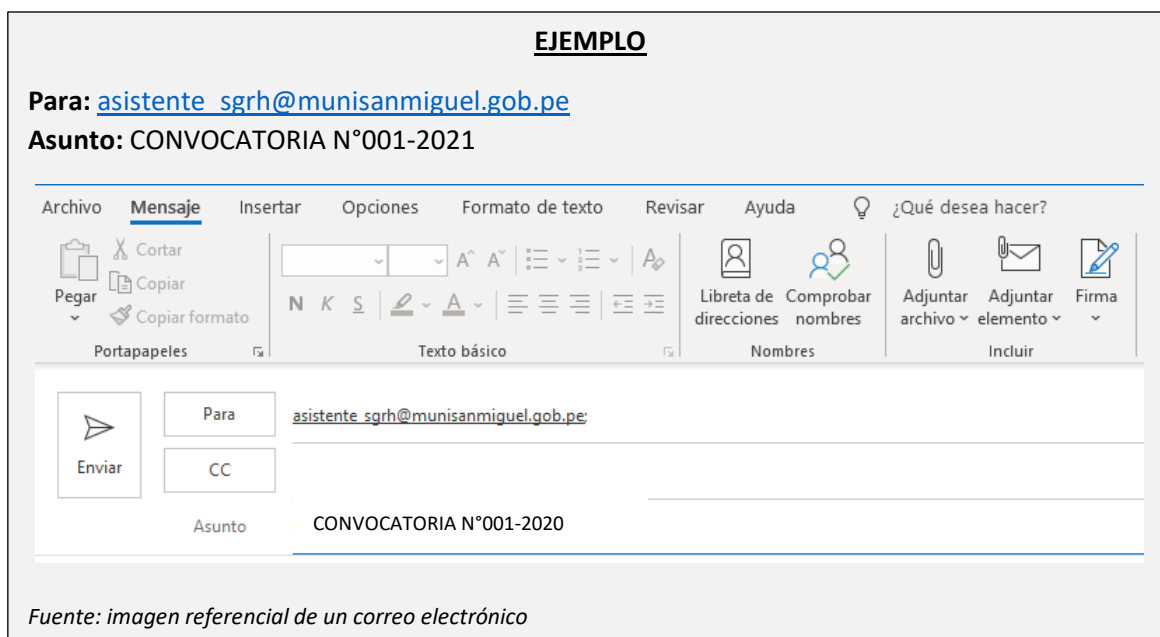 EJEMPLO
Para: asistente_sgrh@munisanmiguel.gob.pe
Asunto: CONVOCATORIA N°001-2021
Archivo Mensaje Insertar Opciones Formato de texto Revisar Ayuda ¿Qué desea hacer?
Pegar
Cortar
Copiar
Copiar formato
Portapapeles
N K S A
Texto básico
Libreta de direcciones
Comprobar nombres
Nombres
Adjuntar archivo
Adjuntar elemento
Firma
Incluir
Enviar
Para asistente_sgrh@munisanmiguel.gob.pe;
CC
Asunto CONVOCATORIA N°001-2020
Fuente: imagen referencial de un correo electrónico